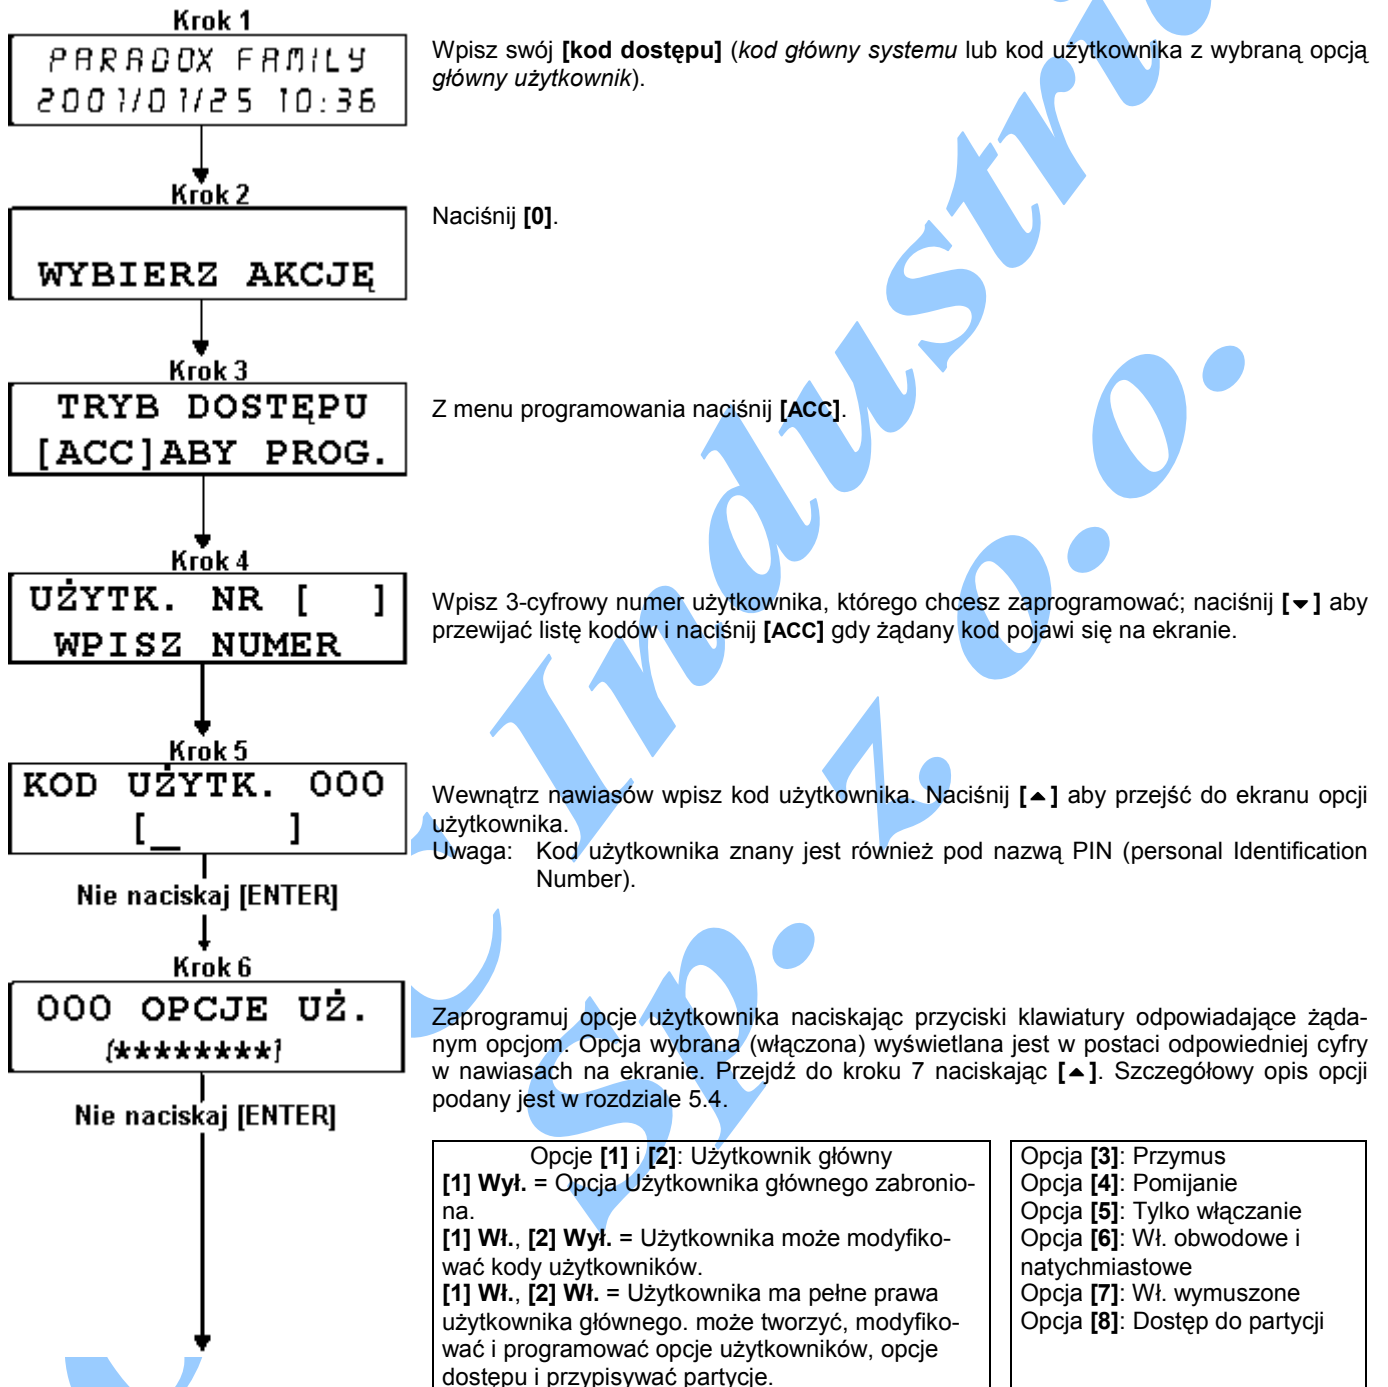 Krok 1
PARADOX FAMILY
2001/01/25 10:36
Wpisz swój [kod dostępu] (kod główny systemu lub kod użytkownika z wybraną opcją
główny użytkownik).
Krok 2
WYBIERZ AKCJĘ
Naciśnij [0].
Krok 3
TRYB DOSTĘPU
[ACC]ABY PROG.
Z menu programowania naciśnij [ACC].
Krok 4
UŻYTK. NR [ ]
WPISZ NUMER
Wpisz 3-cyfrowy numer użytkownika, którego chcesz zaprogramować; naciśnij [▼] aby
przewijać listę kodów i naciśnij [ACC] gdy żądany kod pojawi się na ekranie.
Krok 5
KOD UŻYTK. 000
[_ ]
Nie naciskaj [ENTER]
Wewnątrz nawiasów wpisz kod użytkownika. Naciśnij [▲] aby przejść do ekranu opcji
użytkownika.
Uwaga: Kod użytkownika znany jest również pod nazwą PIN (personal Identification
Number).
Krok 6
000 OPCJE UŻ.
[********]
Nie naciskaj [ENTER]
Zaprogramuj opcje użytkownika naciskając przyciski klawiatury odpowiadające żąda-
nym opcjom. Opcja wybrana (włączona) wyświetlana jest w postaci odpowiedniej cyfry
w nawiasach na ekranie. Przejdź do kroku 7 naciskając [▲]. Szczegółowy opis opcji
podany jest w rozdziale 5.4.
Opcje [1] i [2]: Użytkownik główny
[1] Wył. = Opcja Użytkownika głównego zabronio-
na.
[1] Wł., [2] Wył. = Użytkownika może modyfiko-
wać kody użytkowników.
[1] Wł., [2] Wł. = Użytkownika ma pełne prawa
użytkownika głównego. może tworzyć, modyfiko-
wać i programować opcje użytkowników, opcje
dostępu i przypisywać partycje.
Opcja [3]: Przymus
Opcja [4]: Pomijanie
Opcja [5]: Tylko włączanie
Opcja [6]: Wł. obwodowe i
natychmiastowe
Opcja [7]: Wł. wymuszone
Opcja [8]: Dostęp do partycji
Industri
Sp. z o.o.